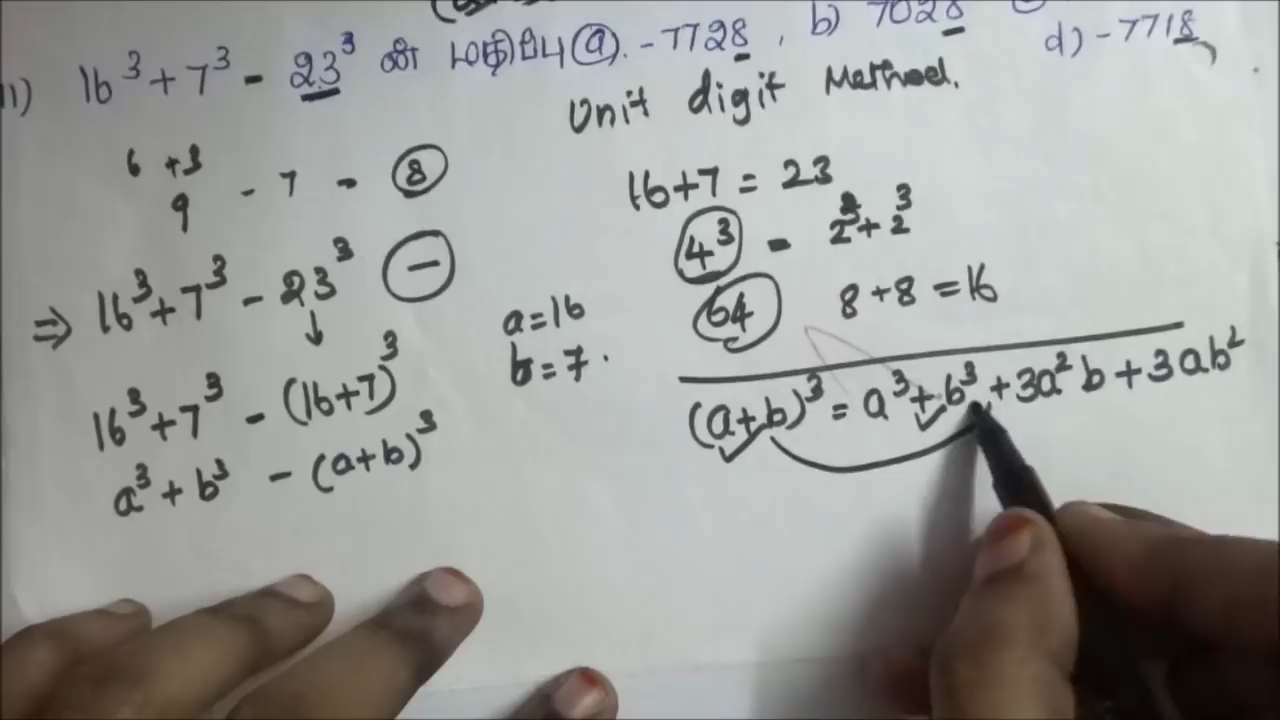 11) 16³ + 7³ - 23³ ன் மதிப்பு a). -7728, b) 7028
d) -7718
Unit digit Method.
6 + 3
9 - 7 - 8
⇒ 16³ + 7³ - 23³ −
16³ + 7³ - (16+7)³
a³ + b³ - (a+b)³
a = 16
b = 7.
16 + 7 = 23
4³ - 2³ + 2³
64 8 + 8 = 16
(a+b)³ = a³ + b³ + 3a²b + 3ab²